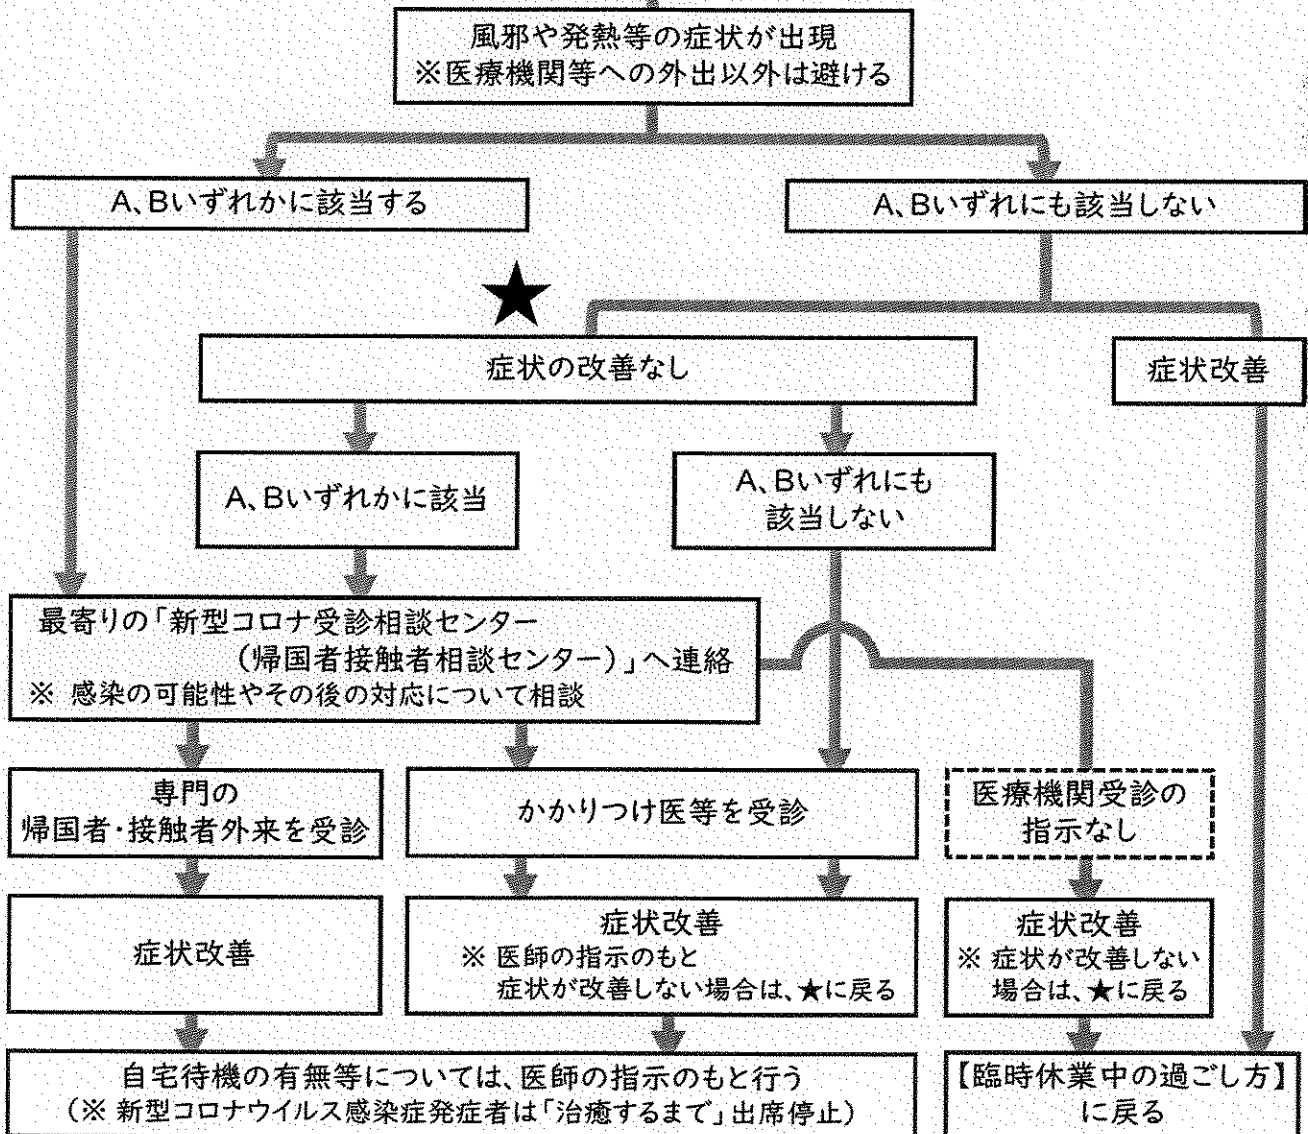 風邪や発熱等の症状が出現
※医療機関等への外出以外は避ける
A、Bいずれかに該当する
A、Bいずれにも該当しない
★
症状の改善なし
症状改善
A、Bいずれかに該当
A、Bいずれにも
該当しない
最寄りの「新型コロナ受診相談センター
（帰国者接触者相談センター）」へ連絡
※ 感染の可能性やその後の対応について相談
専門の
帰国者・接触者外来を受診
かかりつけ医等を受診
医療機関受診の
指示なし
症状改善
症状改善
※ 医師の指示のもと
症状が改善しない場合は、★に戻る
症状改善
※ 症状が改善しない
場合は、★に戻る
自宅待機の有無等については、医師の指示のもと行う
（※ 新型コロナウイルス感染症発症者は「治癒するまで」出席停止）
【臨時休業中の過ごし方】
に戻る